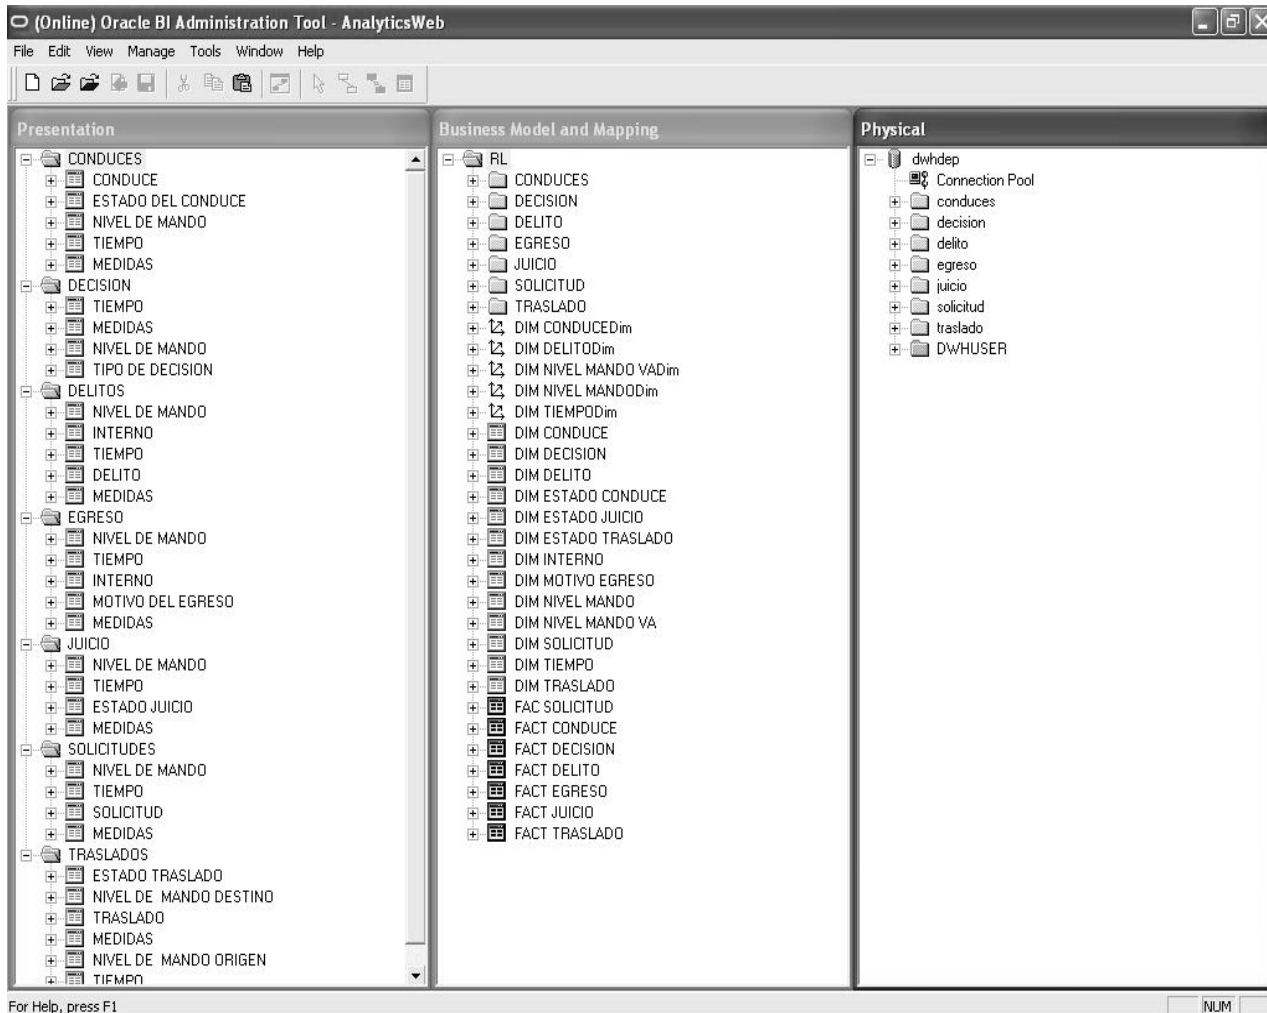 (Online) Oracle BI Administration Tool - AnalyticsWeb
File Edit View Manage Tools Window Help
Presentation
CONDUCES
CONDUCE
ESTADO DEL CONDUCE
NIVEL DE MANDO
TIEMPO
MEDIDAS
DECISION
TIEMPO
MEDIDAS
NIVEL DE MANDO
TIPO DE DECISION
DELITOS
NIVEL DE MANDO
INTERNO
TIEMPO
DELITO
MEDIDAS
EGRESO
NIVEL DE MANDO
TIEMPO
INTERNO
MOTIVO DEL EGRESO
MEDIDAS
JUICIO
NIVEL DE MANDO
TIEMPO
ESTADO JUICIO
MEDIDAS
SOLICITUDES
NIVEL DE MANDO
TIEMPO
SOLICITUD
MEDIDAS
TRASLADOS
ESTADO TRASLADO
NIVEL DE MANDO DESTINO
TRASLADO
MEDIDAS
NIVEL DE MANDO ORIGEN
TIEMPO
Business Model and Mapping
RL
CONDUCES
DECISION
DELITO
EGRESO
JUICIO
SOLICITUD
TRASLADO
DIM CONDUCEDim
DIM DELITODim
DIM NIVEL MANDO VADim
DIM NIVEL MANDODim
DIM TIEMPODim
DIM CONDUCE
DIM DECISION
DIM DELITO
DIM ESTADO CONDUCE
DIM ESTADO JUICIO
DIM ESTADO TRASLADO
DIM INTERNO
DIM MOTIVO EGRESO
DIM NIVEL MANDO
DIM NIVEL MANDO VA
DIM SOLICITUD
DIM TIEMPO
DIM TRASLADO
FAC SOLICITUD
FACT CONDUCE
FACT DECISION
FACT DELITO
FACT EGRESO
FACT JUICIO
FACT TRASLADO
Physical
dwhdep
Connection Pool
conduces
decision
delito
egreso
juicio
solicitud
traslado
DWHUSER
For Help, press F1
NUM